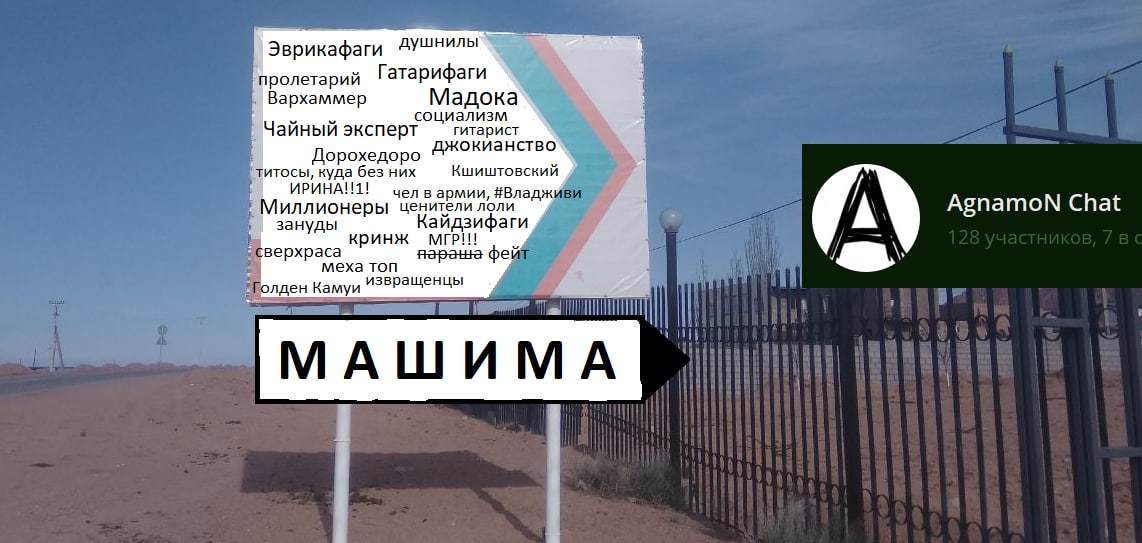 Эврикафаги
душнилы
пролетарий
Гатарифаги
Вархаммер
Мадока
социализм
Чайный эксперт
гитарист
джокианство
Дорохедоро
титосы, куда без них
Кшиштовский
ИРИНА!!1!
чел в армии, #Владживи
Миллионеры
ценители лоли
зануды
Кайдзифаги
кринж
МГР!!!
сверхраса
параша фейт
меха топ
Голден Камуи
извращенцы
МАШИМА
AgnamoN Chat
128 участников, 7 в с